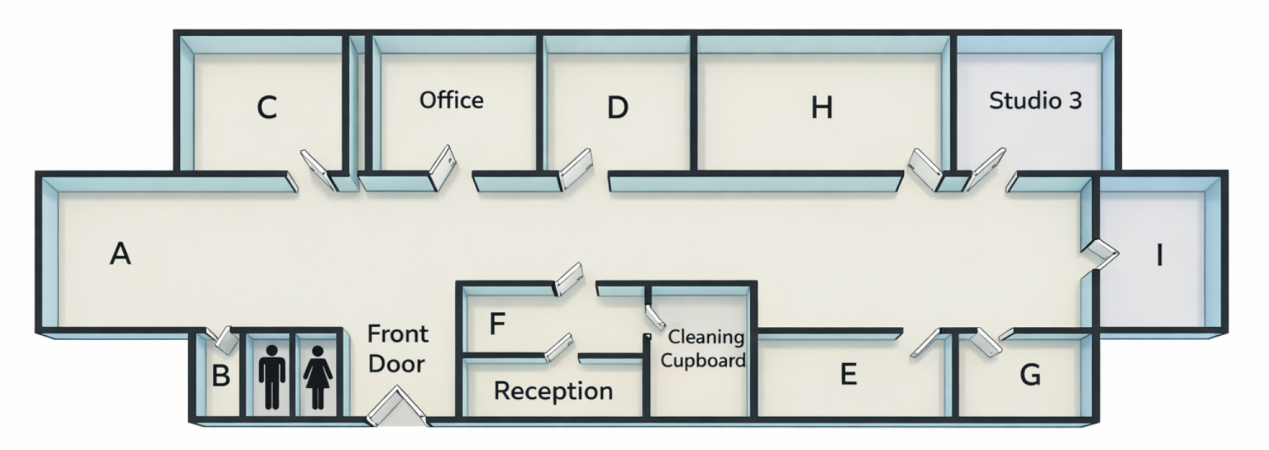 C
Office
D
H
Studio 3
A
I
Front
Door
F
Cleaning
Cupboard
B
Reception
E
G